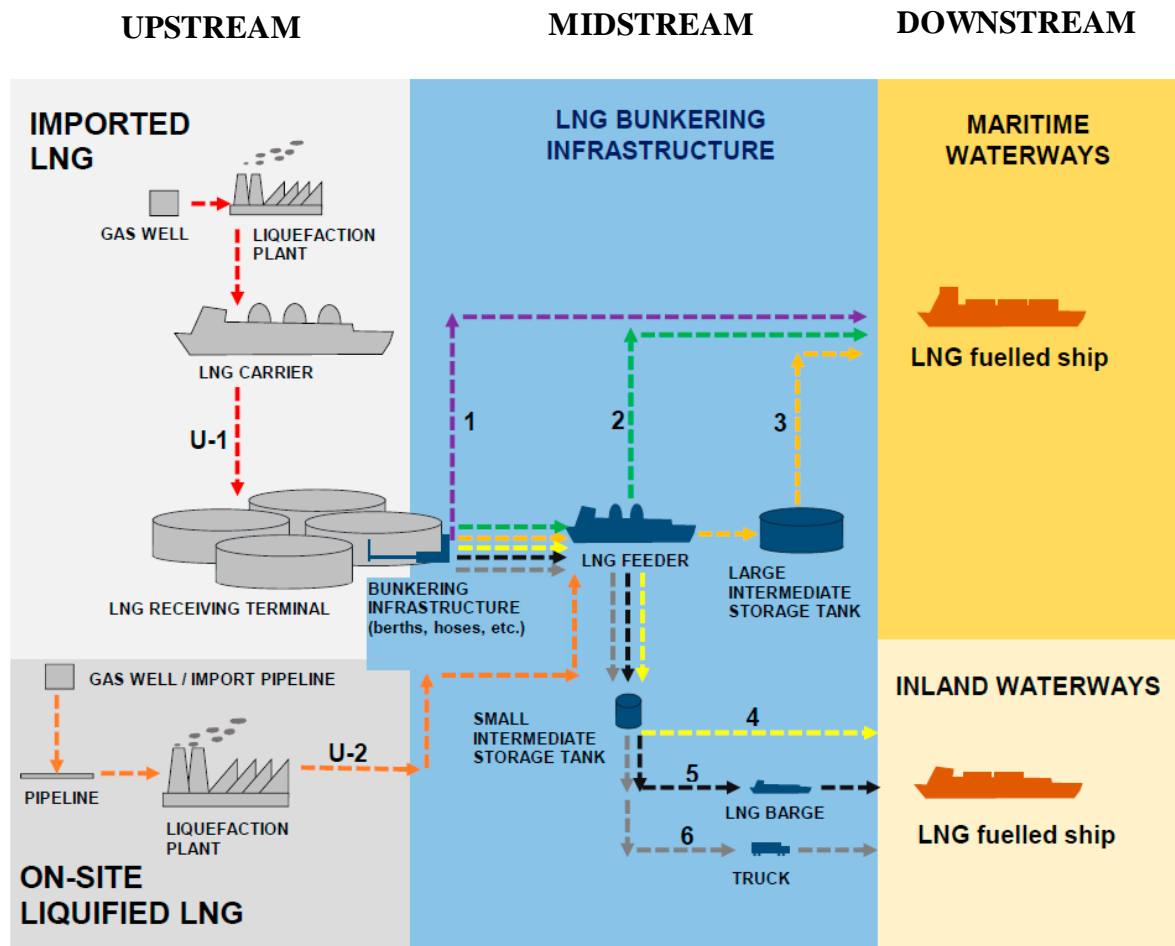 UPSTREAM
MIDSTREAM
DOWNSTREAM
IMPORTED
LNG
GAS WELL
LIQUEFACTION
PLANT
LNG CARRIER
U-1
LNG RECEIVING TERMINAL
LNG BUNKERING
INFRASTRUCTURE
1
2
3
LNG FEEDER
BUNKERING
INFRASTRUCTURE
(berths, hoses, etc.)
LARGE
INTERMEDIATE
STORAGE TANK
MARITIME
WATERWAYS
LNG fuelled ship
GAS WELL / IMPORT PIPELINE
PIPELINE
LIQUEFACTION
PLANT
U-2
ON-SITE
LIQUIFIED LNG
SMALL
INTERMEDIATE
STORAGE TANK
4
5
LNG BARGE
6
TRUCK
INLAND WATERWAYS
LNG fuelled ship